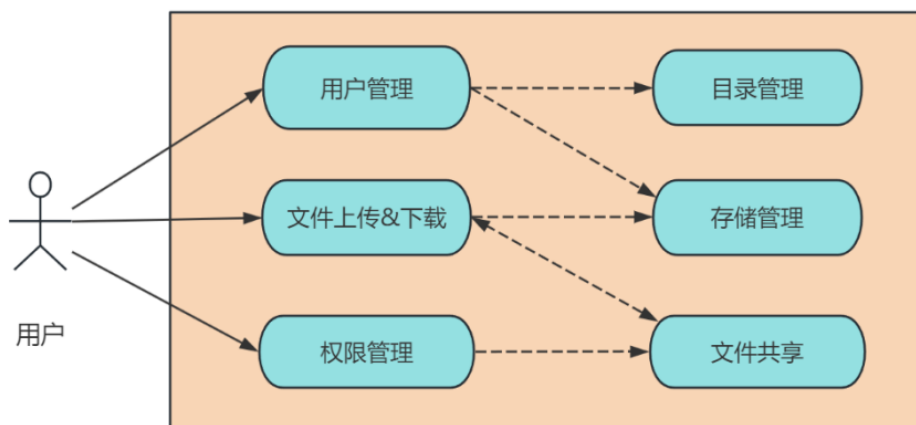 用户管理
目录管理
文件上传&下载
存储管理
用户
权限管理
文件共享